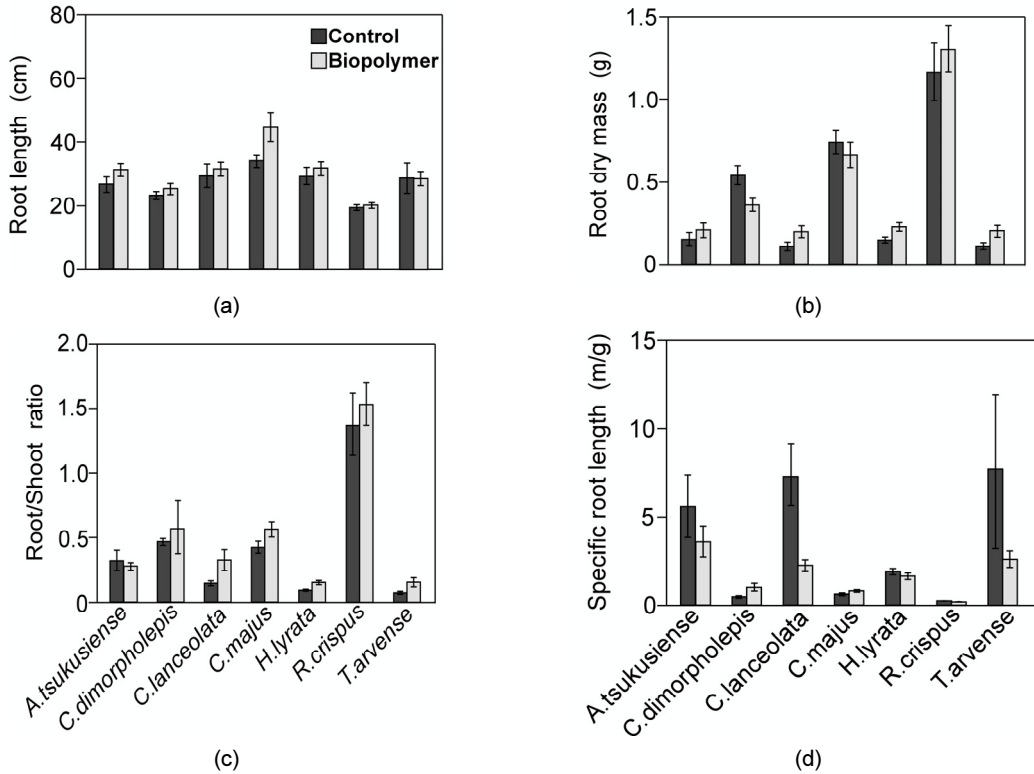 80
60
40
20
0
Root length (cm)
Control
Biopolymer
(a)
1.5
1.0
0.5
0
Root dry mass (g)
(b)
2.0
1.5
1.0
0.5
0
Root/Shoot ratio
A.tsukusiense
C.dimorpholepis
C.lanceolata
C.majus
H.lyrata
R.crispus
T.arvense
(c)
15
10
5
0
Specific root length (m/g)
A.tsukusiense
C.dimorpholepis
C.lanceolata
C.majus
H.lyrata
R.crispus
T.arvense
(d)